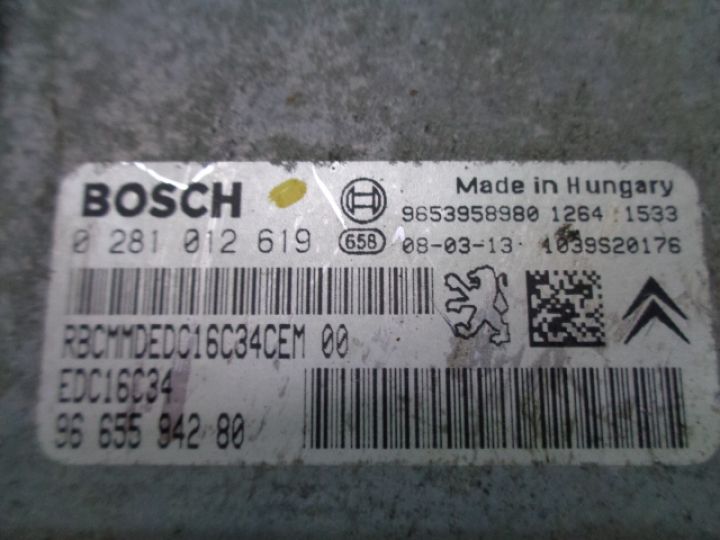 BOSCH
Made in Hungary
9653958980 1264 1533
0 281 012 619 658 08-03-13 1039S20176
RBCMMDEDC16C34CEM 00
EDC16C34
96 655 942 80